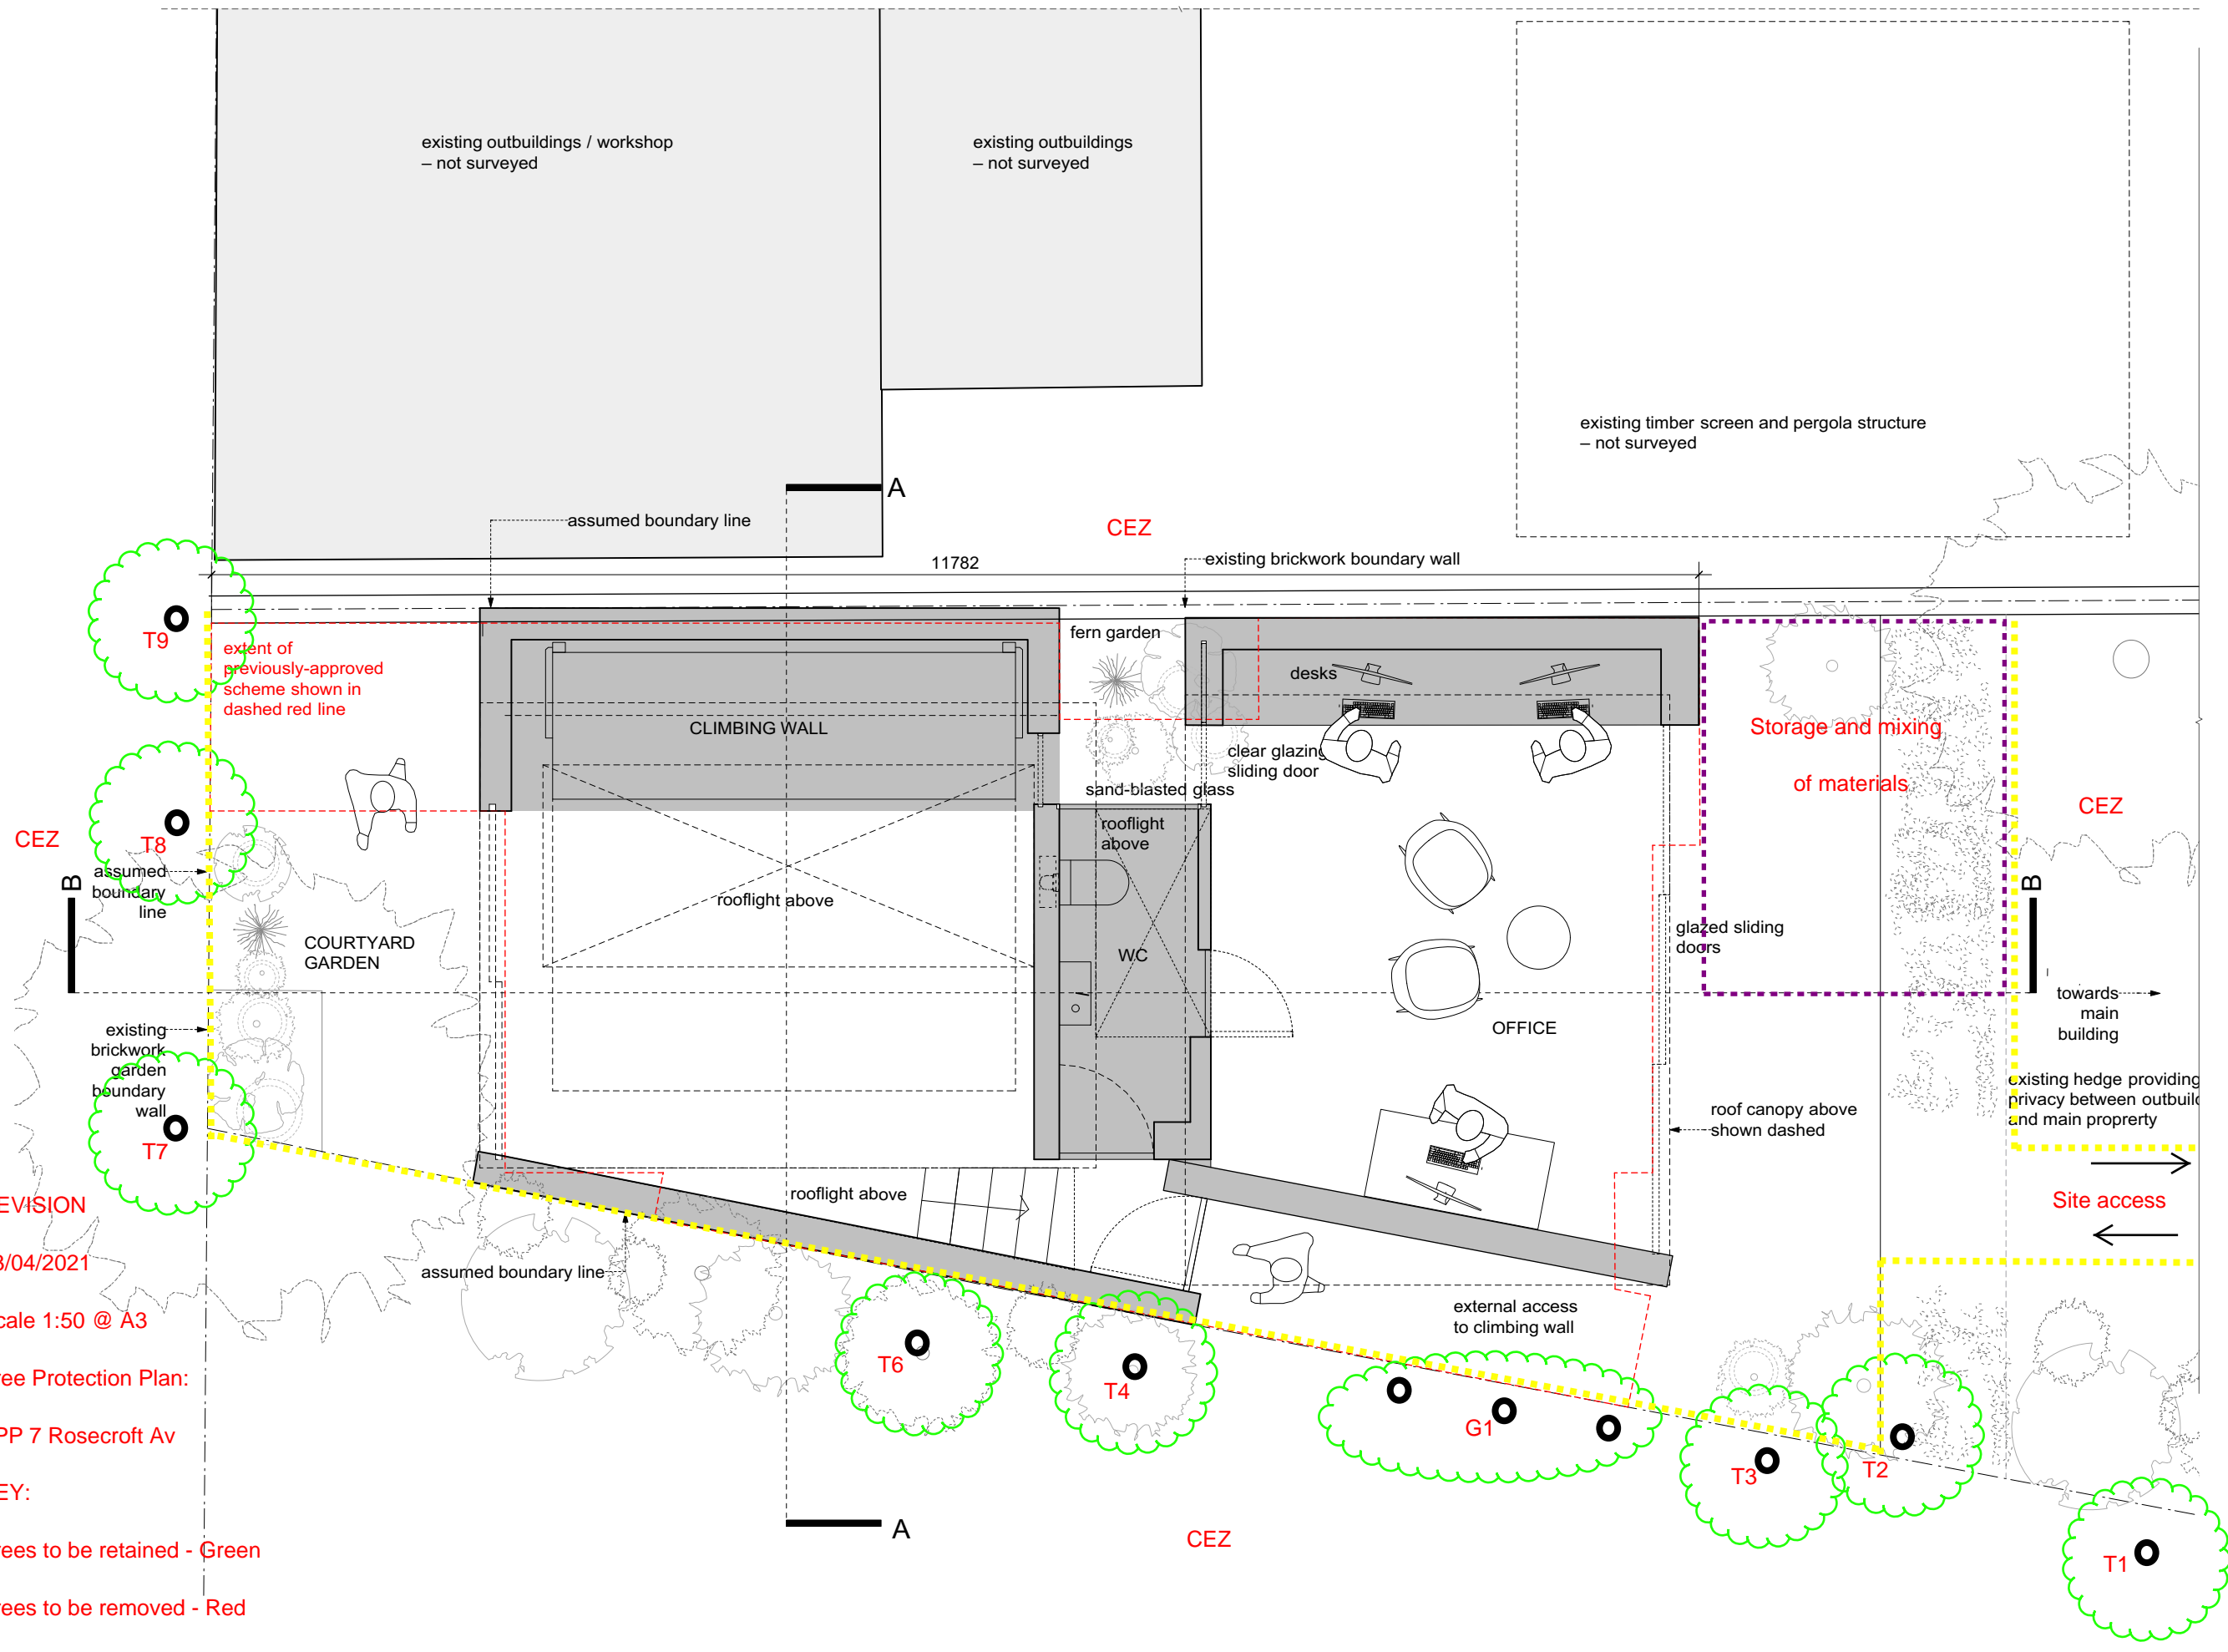 existing outbuildings / workshop
– not surveyed
existing outbuildings
– not surveyed
existing timber screen and pergola structure
– not surveyed
A
assumed boundary line
CEZ
11782
existing brickwork boundary wall
T9
extent of
previously-approved
scheme shown in
dashed red line
fern garden
desks
CLIMBING WALL
clear glazing
sliding door
sand-blasted glass
Storage and mixing
of materials
CEZ
CEZ
T8
rooflight
above
assumed
boundary
line
B
rooflight above
B
COURTYARD
GARDEN
WC
glazed sliding
doors
towards
main
building
existing
brickwork
garden
boundary
wall
OFFICE
existing hedge providing
privacy between outbuild
and main proprerty
roof canopy above
shown dashed
T7
rooflight above
Site access
EVISION
3/04/2021
assumed boundary line
cale 1:50 @ A3
external access
to climbing wall
T6
T4
ree Protection Plan:
G1
PP 7 Rosecroft Av
T3
T2
EY:
A
CEZ
rees to be retained - Green
T1
rees to be removed - Red